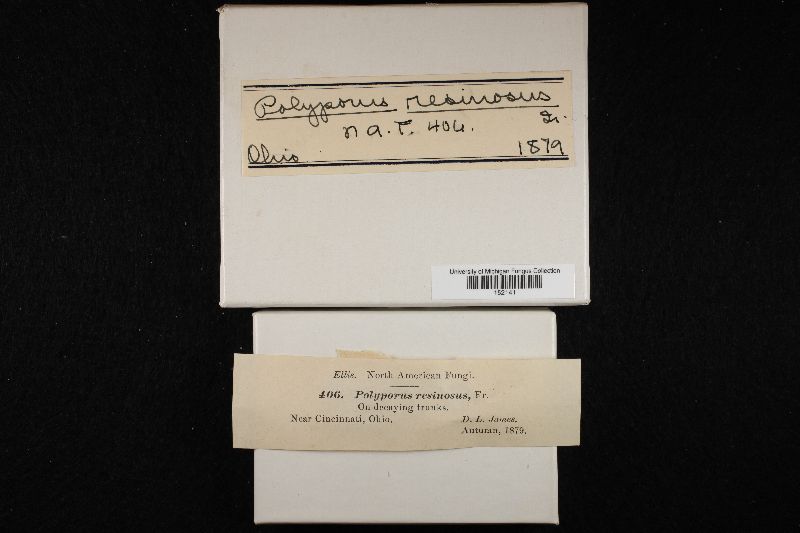 Polyporus resinosus
Fr.
N. A. F. 406.
Ohio 1879
University of Michigan Fungus Collection
Ellis. North American Fungi.
406. Polyporus resinosus, Fr.
On decaying trunks.
Near Cincinnati, Ohio, D. L. James.
Autumn, 1879.